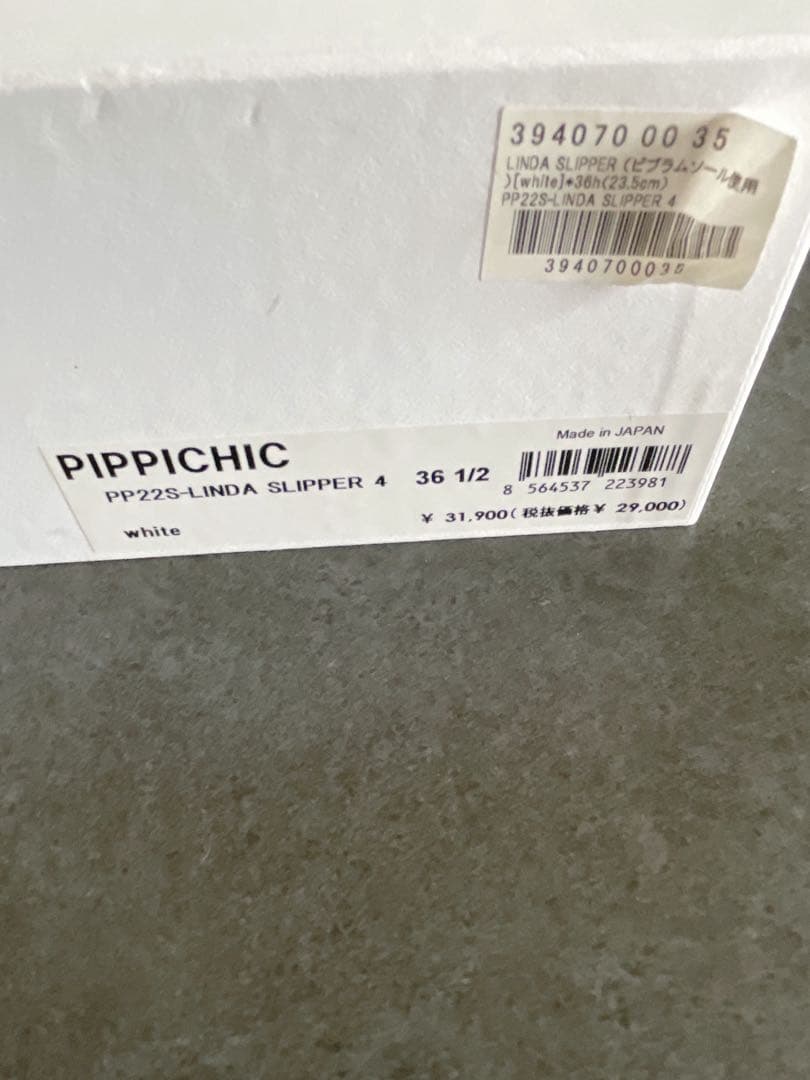 394070 00 35
LINDA SLIPPER (ビブラムソール使用
)[white]*36h(23.5cm)
PP22S-LINDA SLIPPER 4
3940700035
Made in JAPAN
PIPPICHIC
PP22S-LINDA SLIPPER 4 36 1/2
8 564537 223981
white
¥ 31,900(税抜価格¥ 29,000)